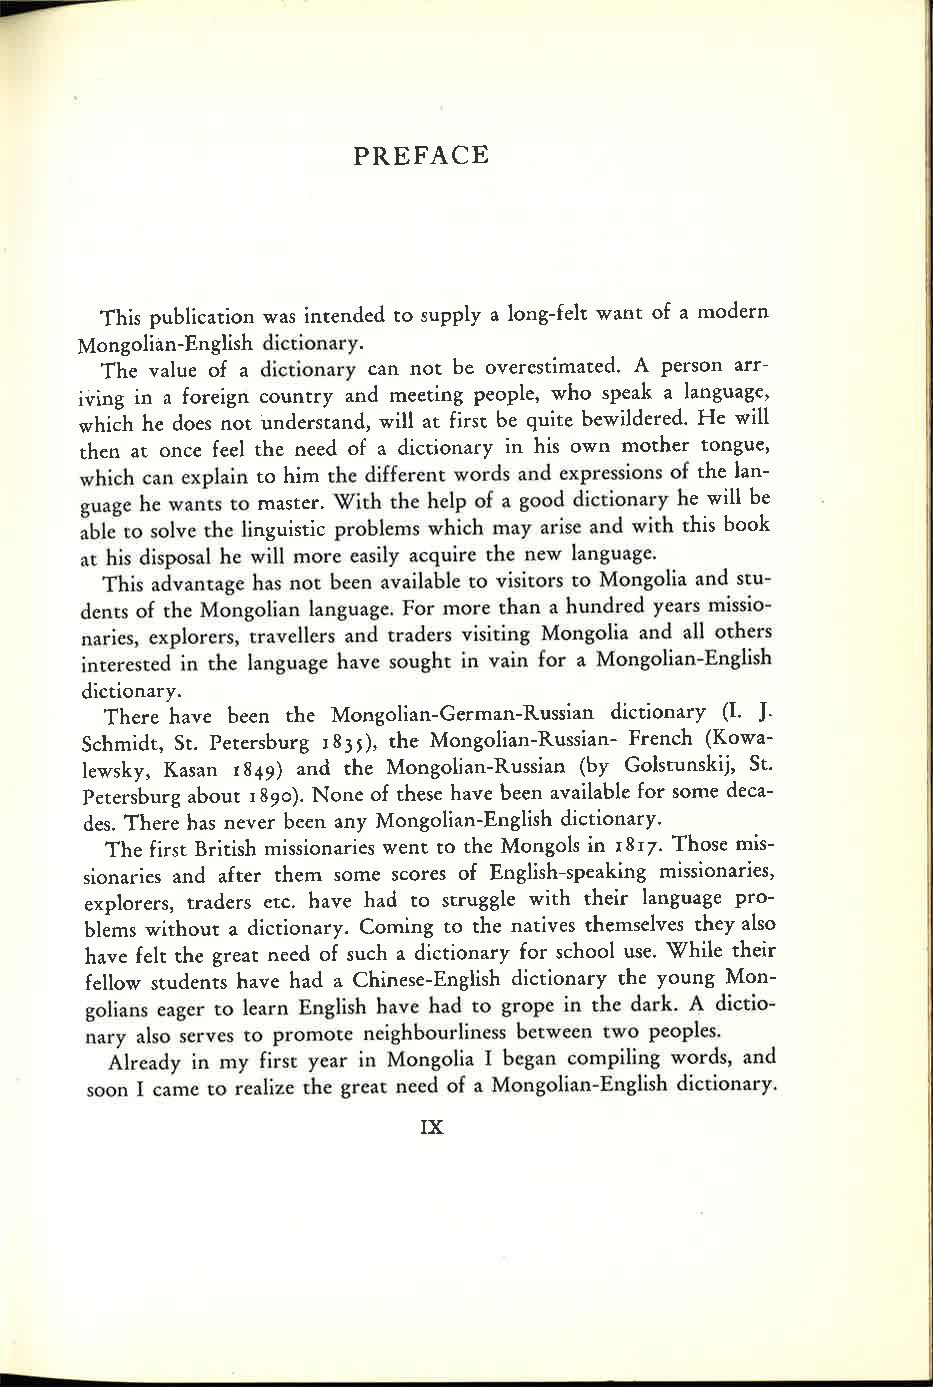 PREFACE
This publication was intended to supply a long-felt want of a modern
Mongolian-English dictionary.
The value of a dictionary can not be overestimated. A person arr-
iving in a foreign country and meeting people, who speak a language,
which he does not understand, will at first be quite bewildered. He will
then at once feel the need of a dictionary in his own mother tongue,
which can explain to him the different words and expressions of the lan-
guage he wants to master. With the help of a good dictionary he will be
able to solve the linguistic problems which may arise and with this book
at his disposal he will more easily acquire the new language.
This advantage has not been available to visitors to Mongolia and stu-
dents of the Mongolian language. For more than a hundred years missio-
naries, explorers, travellers and traders visiting Mongolia and all others
interested in the language have sought in vain for a Mongolian-English
dictionary.
There have been the Mongolian-German-Russian dictionary (I. J.
Schmidt, St. Petersburg 1835), the Mongolian-Russian- French (Kowa-
lewsky, Kasan 1849) and the Mongolian-Russian (by Golstunskij, St.
Petersburg about 1890). None of these have been available for some deca-
des. There has never been any Mongolian-English dictionary.
The first British missionaries went to the Mongols in 1817. Those mis-
sionaries and after them some scores of English-speaking missionaries,
explorers, traders etc. have had to struggle with their language pro-
blems without a dictionary. Coming to the natives themselves they also
have felt the great need of such a dictionary for school use. While their
fellow students have had a Chinese-English dictionary the young Mon-
golians eager to learn English have had to grope in the dark. A dictio-
nary also serves to promote neighbourliness between two peoples.
Already in my first year in Mongolia I began compiling words, and
soon I came to realize the great need of a Mongolian-English dictionary.
IX